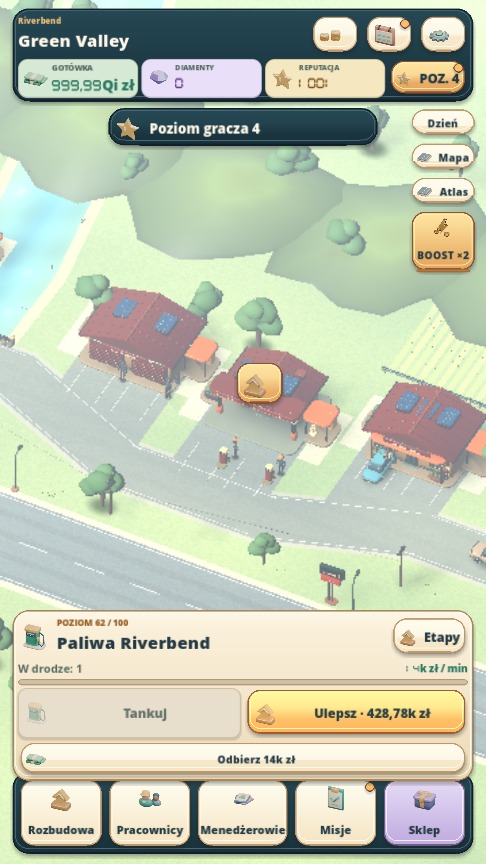 Riverbend
Green Valley
GOTÓWKA
999,99Qi zł
DIAMENTY
0
REPUTACJA
POZ. 4
Poziom gracza 4
Dzień
Mapa
Atlas
BOOST ×2
POZIOM 62 / 100
Paliwa Riverbend
Etapy
W drodze: 1
k zł / min
Tankuj
Ulepsz · 428,78k zł
Odbierz 14k zł
Rozbudowa
Pracownicy
Menedżerowie
Misje
Sklep